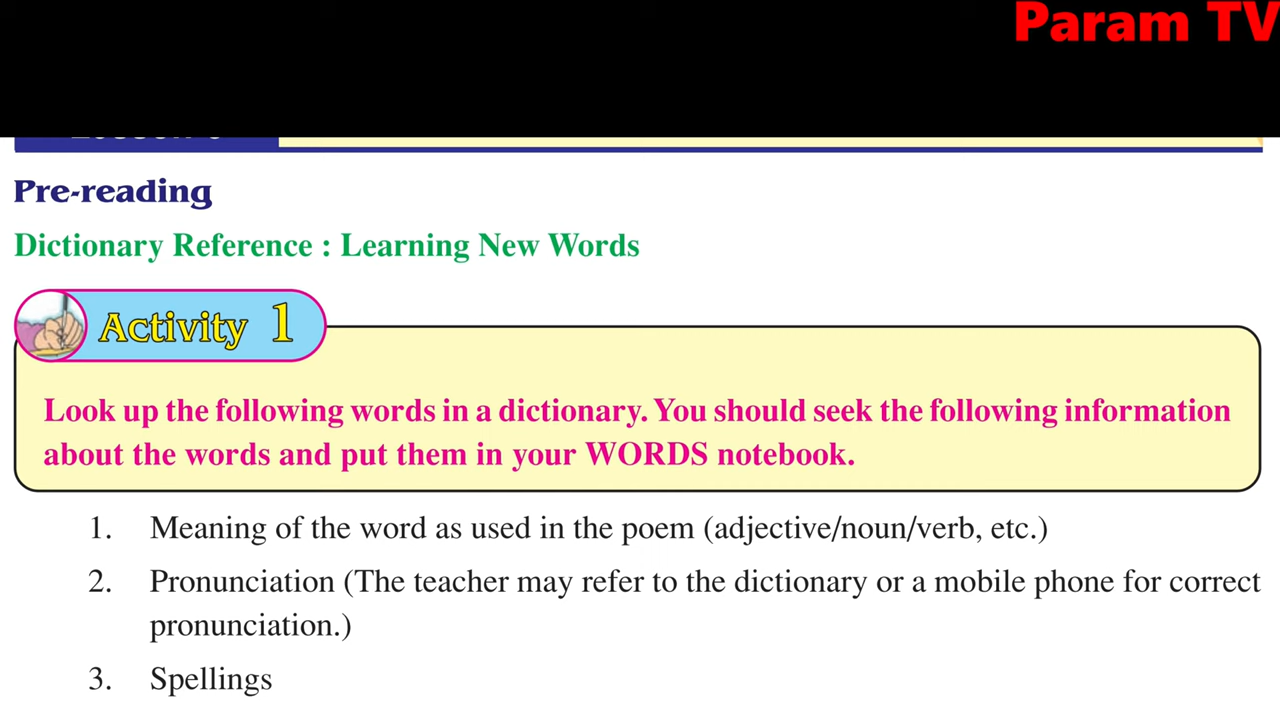 Param TV
Pre-reading
Dictionary Reference : Learning New Words
Activity 1
Look up the following words in a dictionary. You should seek the following information
about the words and put them in your WORDS notebook.
1. Meaning of the word as used in the poem (adjective/noun/verb, etc.)
2. Pronunciation (The teacher may refer to the dictionary or a mobile phone for correct
pronunciation.)
3. Spellings